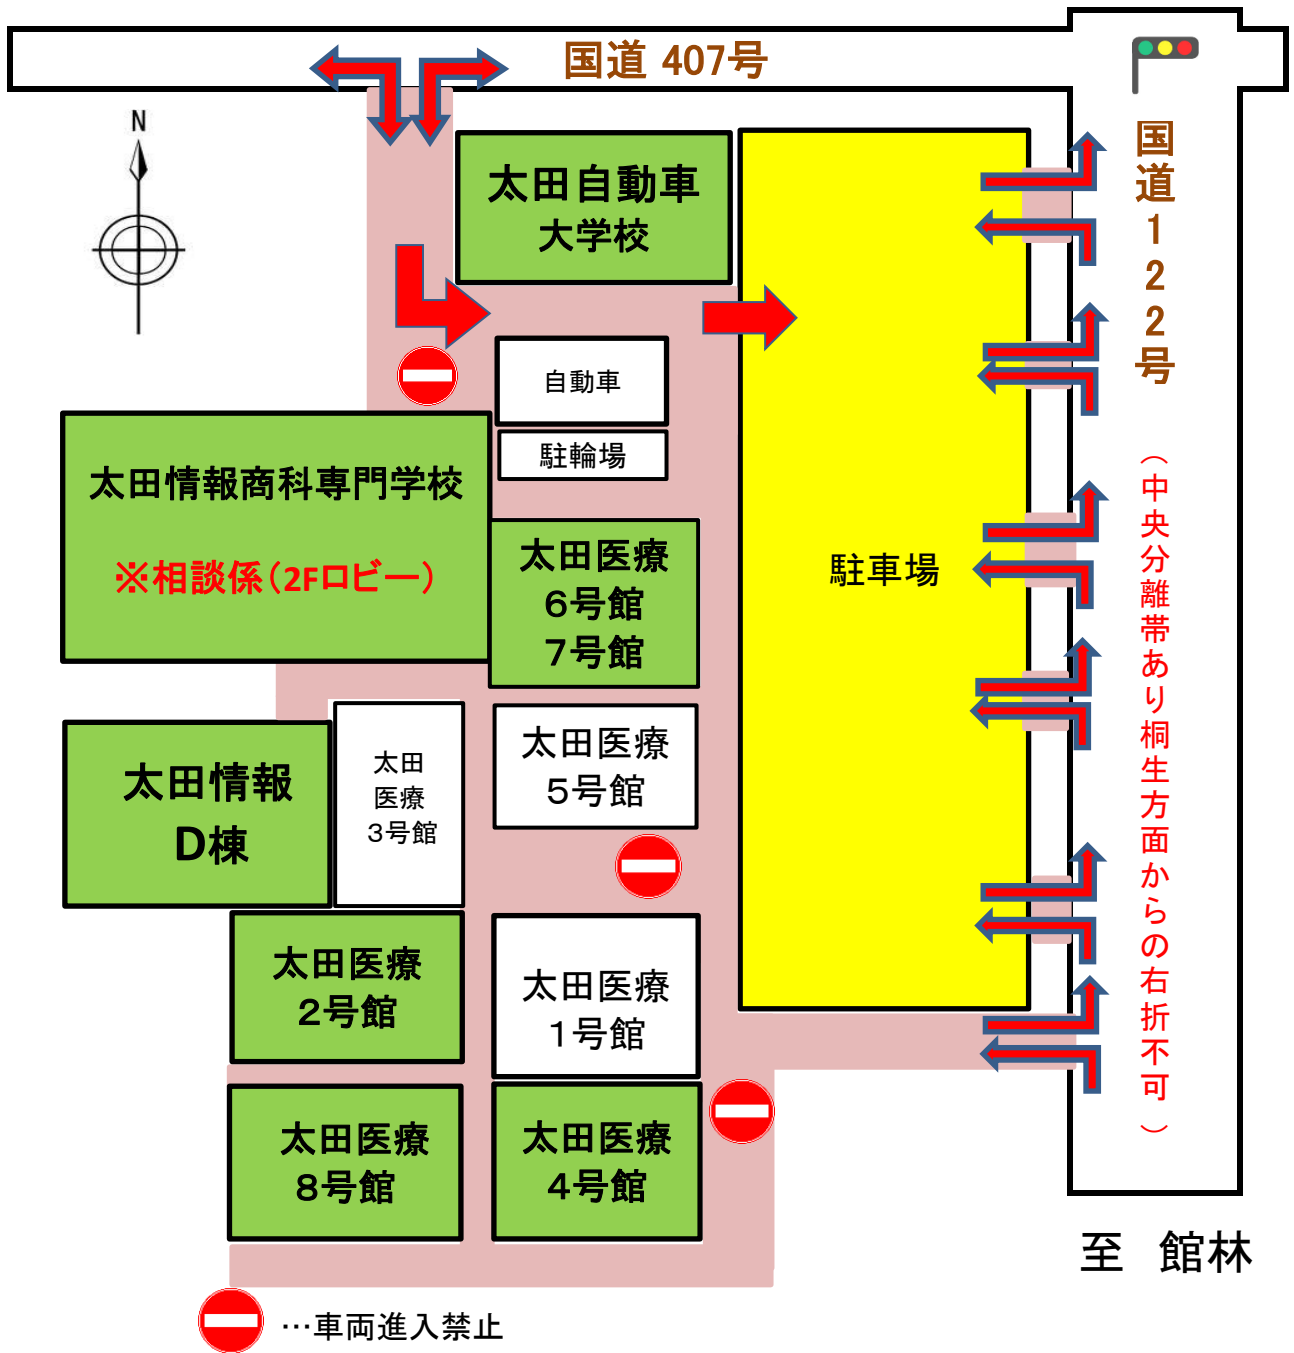 国道 407号
N
国道122号
(中央分離帯あり桐生方面からの右折不可)
太田自動車
大学校
自動車
駐輪場
太田情報商科専門学校
※相談係(2Fロビー)
太田医療
6号館
7号館
駐車場
太田医療
5号館
太田
医療
3号館
太田情報
D棟
太田医療
2号館
太田医療
1号館
太田医療
8号館
太田医療
4号館
至 館林
…車両進入禁止